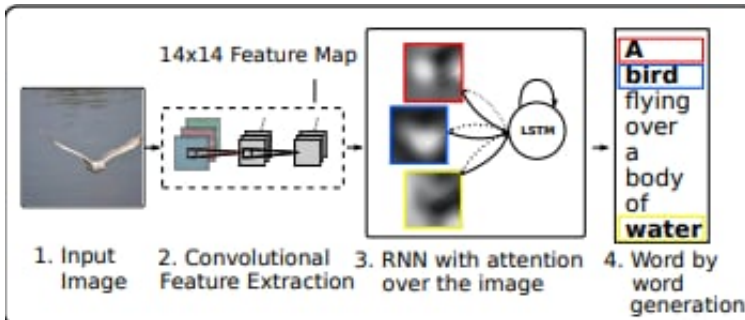 14x14 Feature Map
LSTM
A
bird
flying
over
a
body
of
water
1. Input
Image
2. Convolutional
Feature Extraction
3. RNN with attention
over the image
4. Word by
word
generation